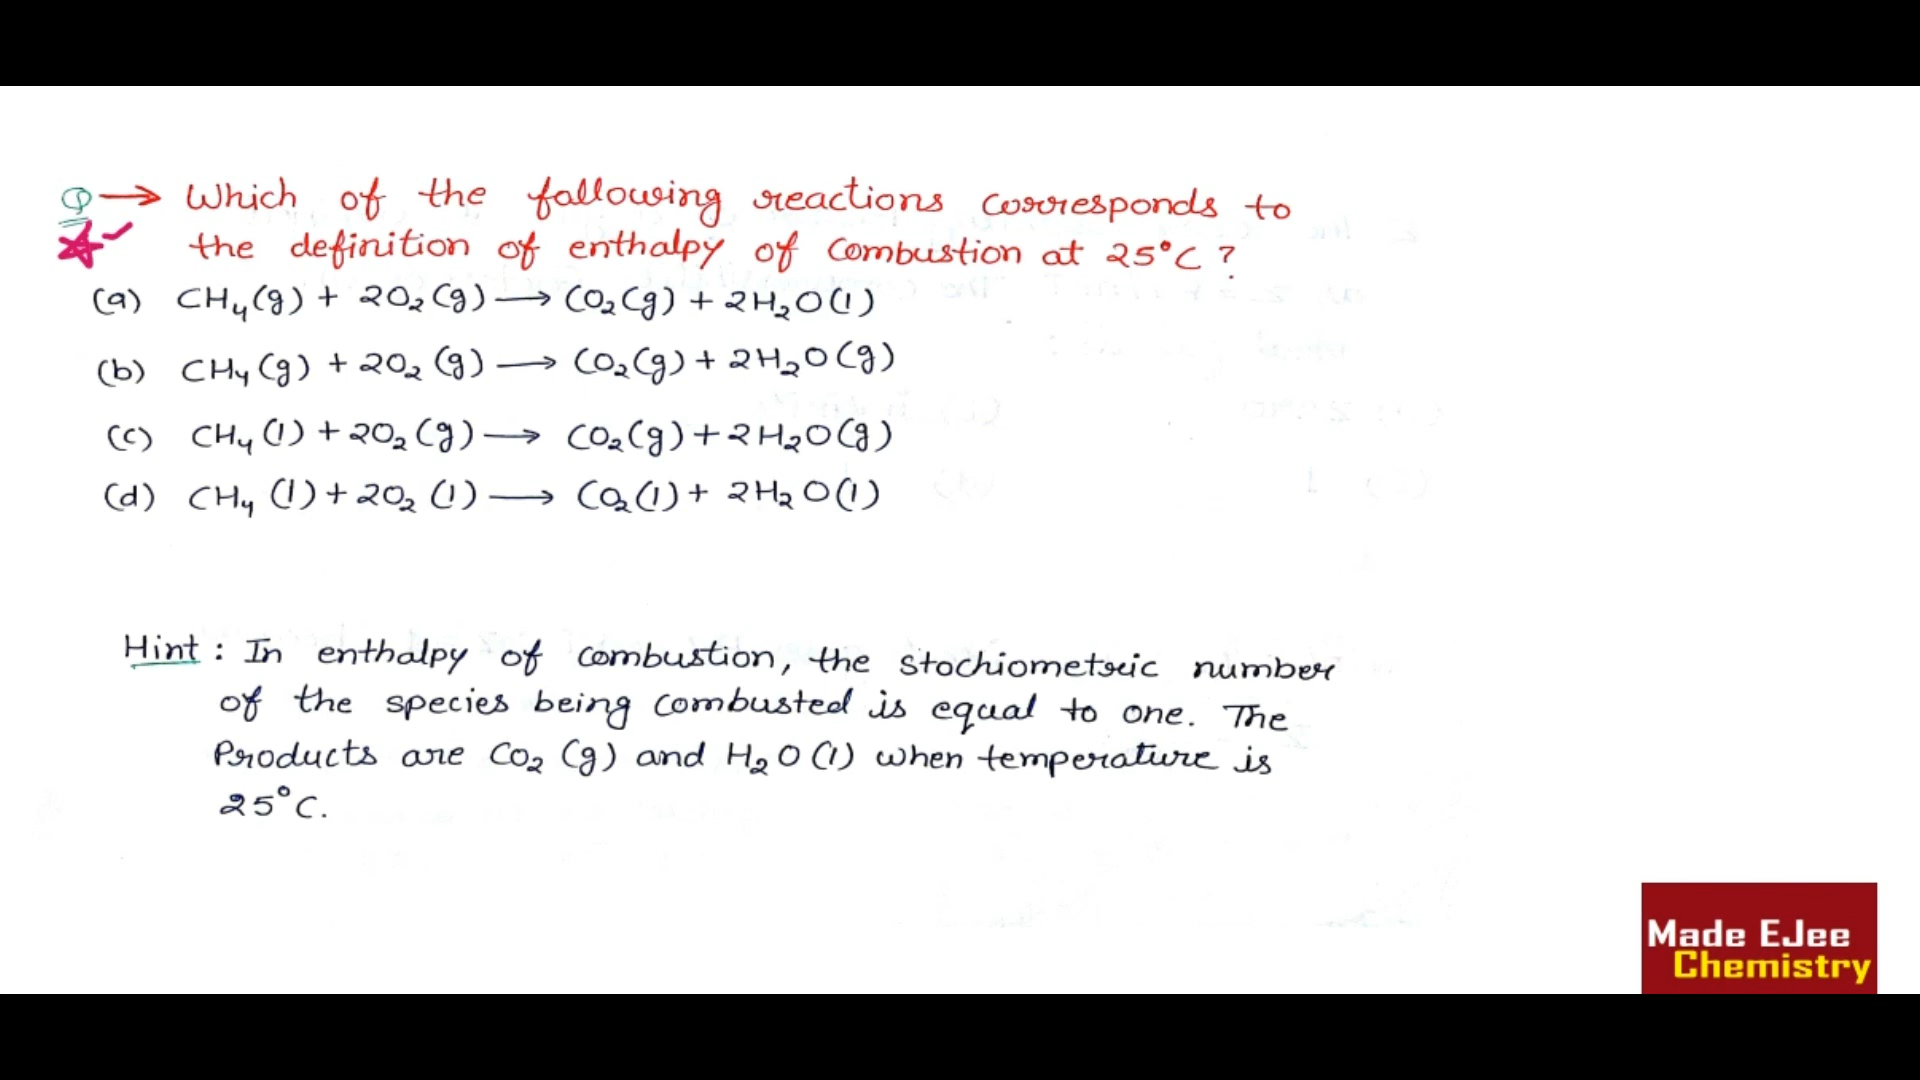 Q → Which of the fallowing reactions corresponds to
the definition of enthalpy of combustion at 25°C ?
(a) CH₄(g) + 2O₂(g) → CO₂(g) + 2H₂O(l)
(b) CH₄(g) + 2O₂(g) → CO₂(g) + 2H₂O(g)
(c) CH₄(l) + 2O₂(g) → CO₂(g) + 2H₂O(g)
(d) CH₄(l) + 2O₂(l) → CO₂(l) + 2H₂O(l)
Hint : In enthalpy of combustion, the stochiometric number
of the species being combusted is equal to one. The
Products are CO₂ (g) and H₂O(l) when temperature is
25°C.
Made EJee
Chemistry